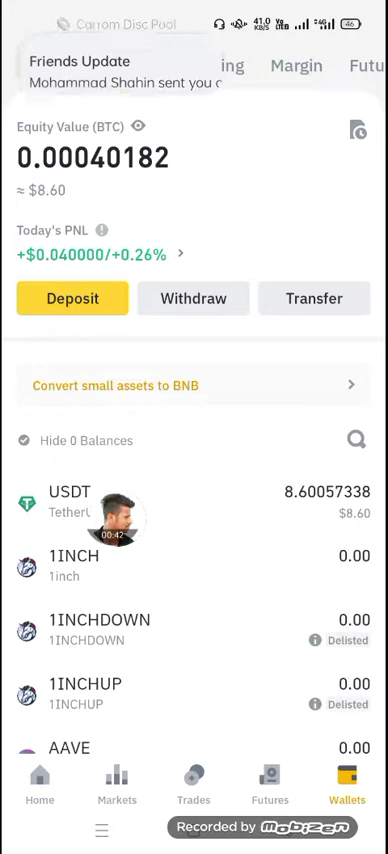 Carrom Disc Pool
41.0 KB/S
46
Friends Update
Mohammad Shahin sent you
ing Margin Futu
Equity Value (BTC)
0.00040182
≈ $8.60
Today's PNL
+$0.040000/+0.26%
Deposit Withdraw Transfer
Convert small assets to BNB
Hide 0 Balances
USDT 8.60057338
Tether $8.60
00:42
1INCH 0.00
1inch
1INCHDOWN 0.00
1INCHDOWN Delisted
1INCHUP 0.00
1INCHUP Delisted
AAVE 0.00
Home Markets Trades Futures Wallets
Recorded by mobizen